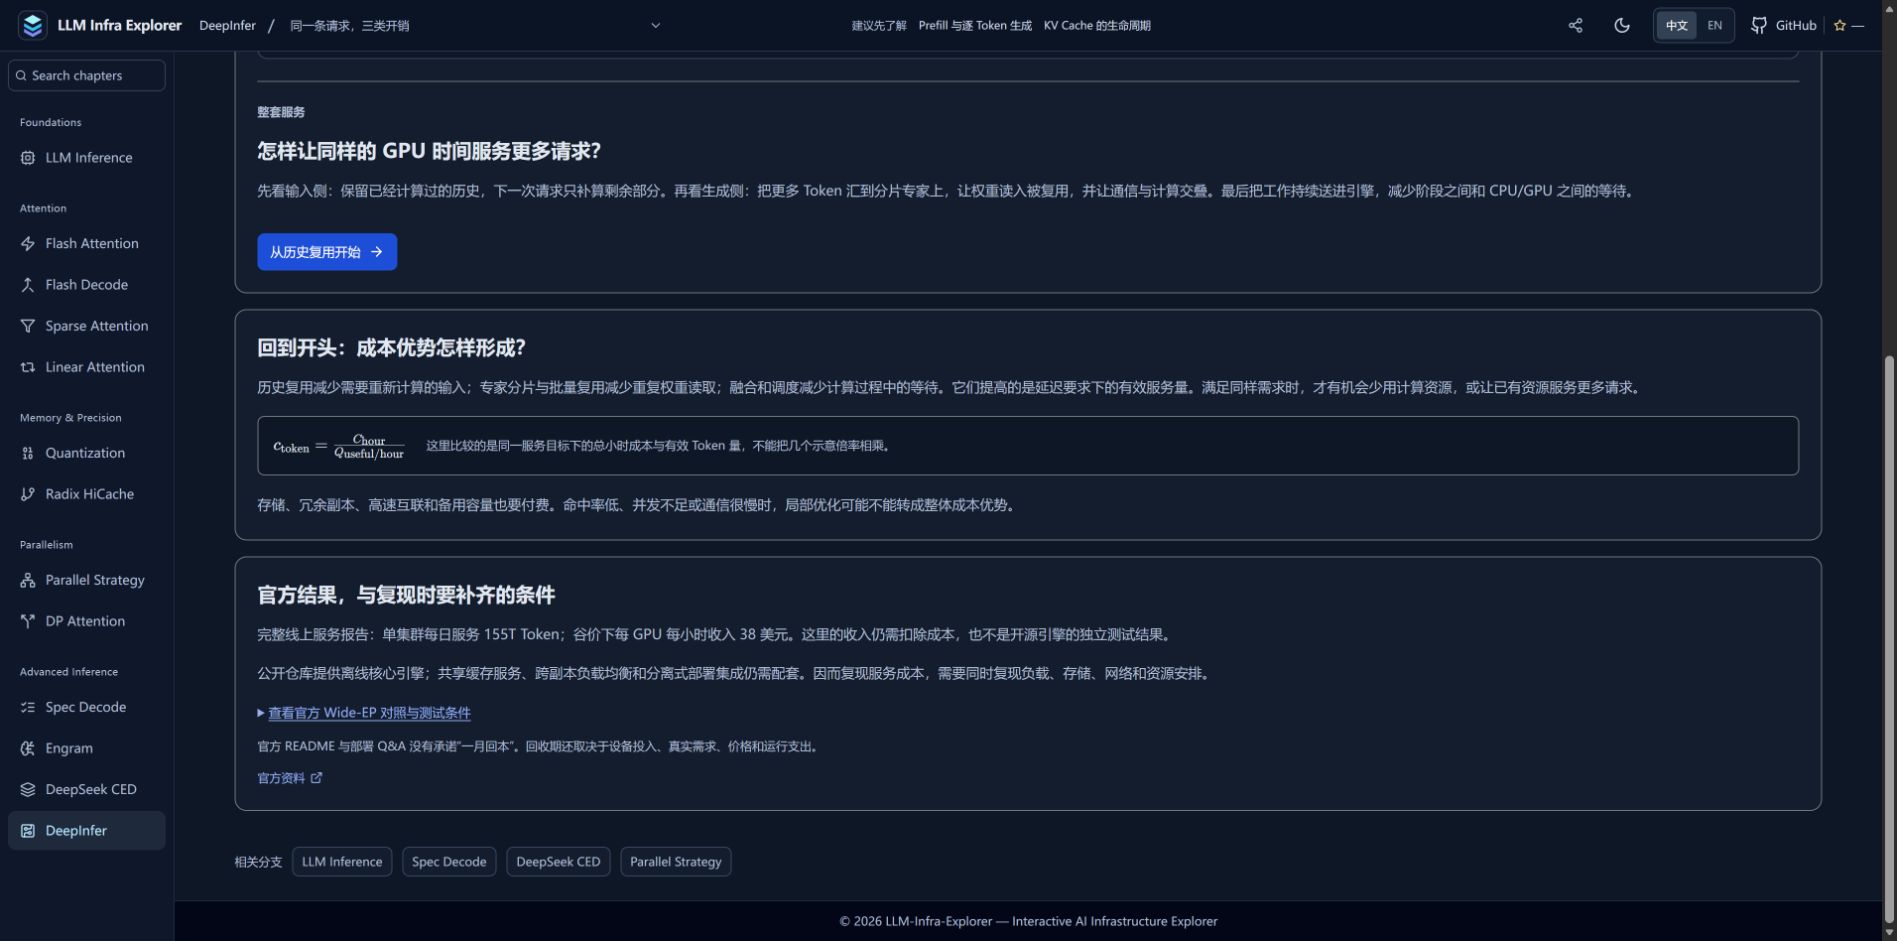 LLM Infra Explorer
DeepInfer / 同一条请求，三类开销
建议先了解 Prefill 与逐 Token 生成 KV Cache 的生命周期
中文 EN
GitHub
—
Search chapters
Foundations
LLM Inference
Attention
Flash Attention
Flash Decode
Sparse Attention
Linear Attention
Memory & Precision
Quantization
Radix HiCache
Parallelism
Parallel Strategy
DP Attention
Advanced Inference
Spec Decode
Engram
DeepSeek CED
DeepInfer
整套服务
怎样让同样的 GPU 时间服务更多请求？
先看输入侧：保留已经计算过的历史，下一次请求只补算剩余部分。再看生成侧：把更多 Token 汇到分片专家上，让权重读入被复用，并让通信与计算交叠。最后把工作持续送进引擎，减少阶段之间和 CPU/GPU 之间的等待。
从历史复用开始 →
回到开头：成本优势怎样形成？
历史复用减少需要重新计算的输入；专家分片与批量复用减少重复权重读取；融合和调度减少计算过程中的等待。它们提高的是延迟要求下的有效服务量。满足同样需求时，才有机会少用计算资源，或让已有资源服务更多请求。
c_token = C_hour / Q_useful/hour 这里比较的是同一服务目标下的总小时成本与有效 Token 量，不能把几个示意倍率相乘。
存储、冗余副本、高速互联和备用容量也要付费。命中率低、并发不足或通信很慢时，局部优化可能不能转成整体成本优势。
官方结果，与复现时要补齐的条件
完整线上服务报告：单集群每日服务 155T Token；谷价下每 GPU 每小时收入 38 美元。这里的收入仍需扣除成本，也不是开源引擎的独立测试结果。
公开仓库提供离线核心引擎；共享缓存服务、跨副本负载均衡和分离式部署集成仍需配套。因而复现服务成本，需要同时复现负载、存储、网络和资源安排。
▶ 查看官方 Wide-EP 对照与测试条件
官方 README 与部署 Q&A 没有承诺“一月回本”。回收期还取决于设备投入、真实需求、价格和运行支出。
官方资料
相关分支 LLM Inference Spec Decode DeepSeek CED Parallel Strategy
© 2026 LLM-Infra-Explorer — Interactive AI Infrastructure Explorer